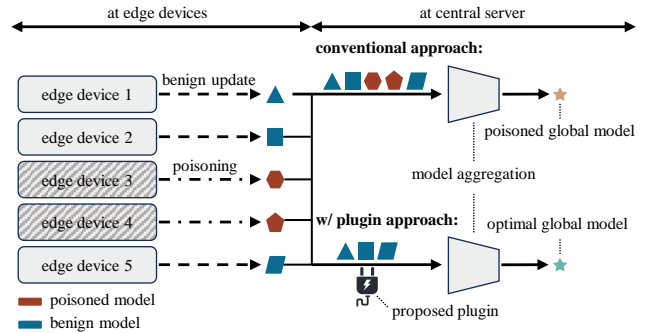 at edge devices
at central server
conventional approach:
edge device 1
benign update
edge device 2
poisoned global model
edge device 3
poisoning
model aggregation
edge device 4
w/ plugin approach:
optimal global model
edge device 5
poisoned model
proposed plugin
benign model